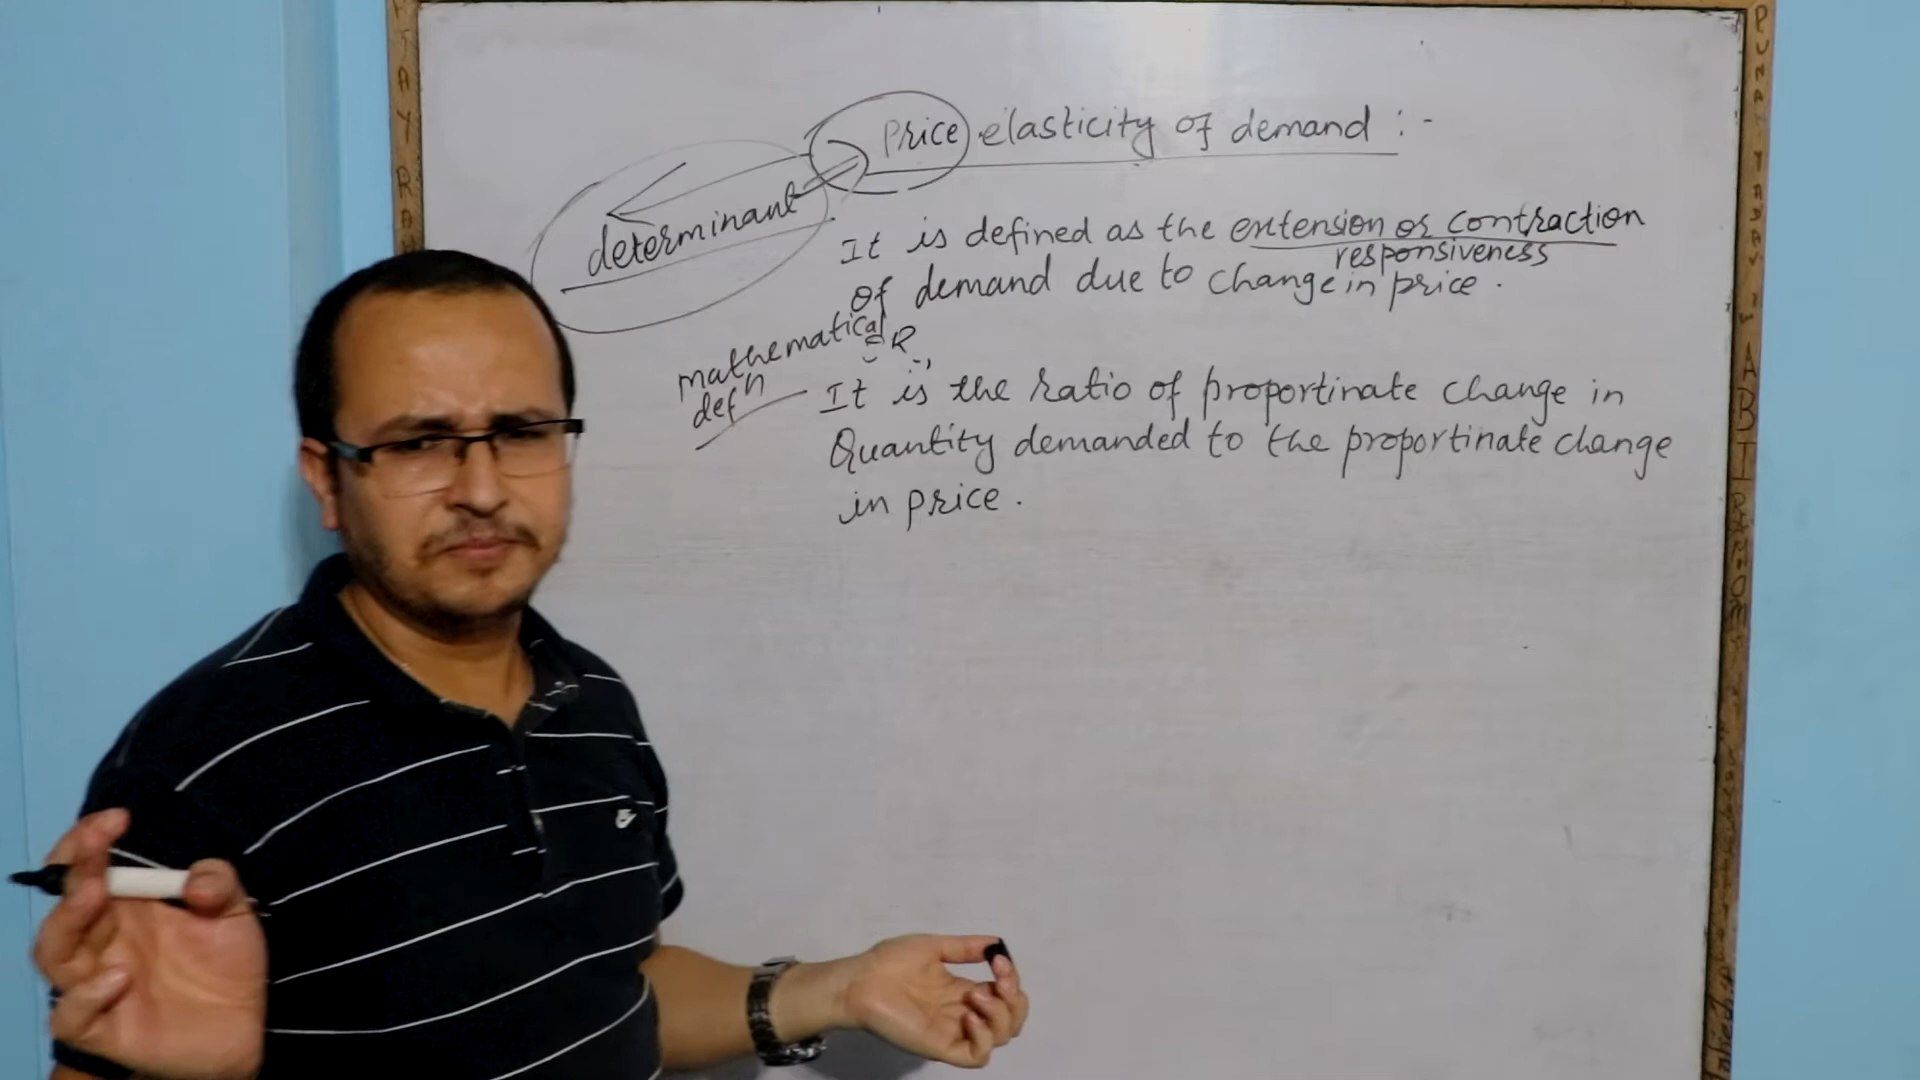 Price elasticity of demand :-
determinant
It is defined as the extension or contraction
responsiveness
Of demand due to change in price .
mathematical
defn
OR
It is the ratio of proportinate change in
Quantity demanded to the proportinate change
in price .